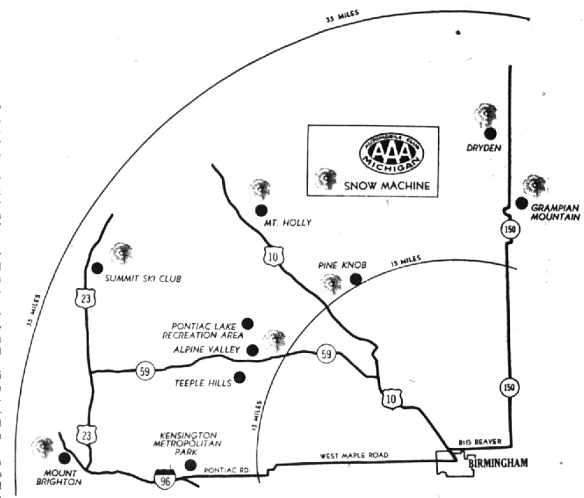 35 MILES
DRYDEN
AUTOMOBILE CLUB
AAA
MICHIGAN
SNOW MACHINE
GRAMPIAN
MOUNTAIN
150
MT. HOLLY
10
PINE KNOB
15 MILES
SUMMIT SKI CLUB
23
35 MILES
PONTIAC LAKE
RECREATION AREA
ALPINE VALLEY
59
59
TEEPLE HILLS
10
150
15 MILES
23
KENSINGTON
METROPOLITAN
PARK
MOUNT
BRIGHTON
96
PONTIAC RD.
WEST MAPLE ROAD
BIG BEAVER
BIRMINGHAM